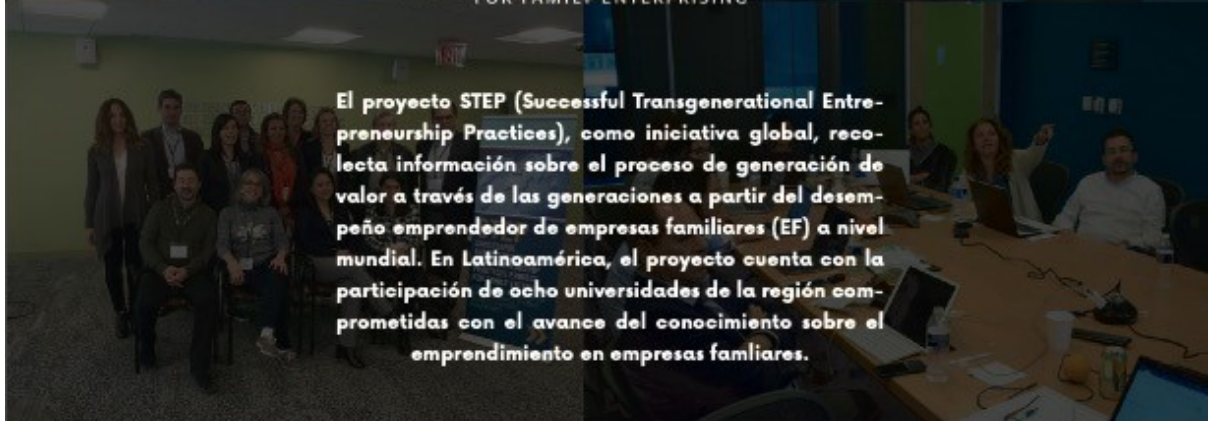 FOR FAMILY ENTERPRISING
El proyecto STEP (Successful Transgenerational Entre-
preneurship Practices), como iniciativa global, reco-
lecta información sobre el proceso de generación de
valor a través de las generaciones a partir del desem-
peño emprendedor de empresas familiares (EF) a nivel
mundial. En Latinoamérica, el proyecto cuenta con la
participación de ocho universidades de la región com-
prometidas con el avance del conocimiento sobre el
emprendimiento en empresas famliares.